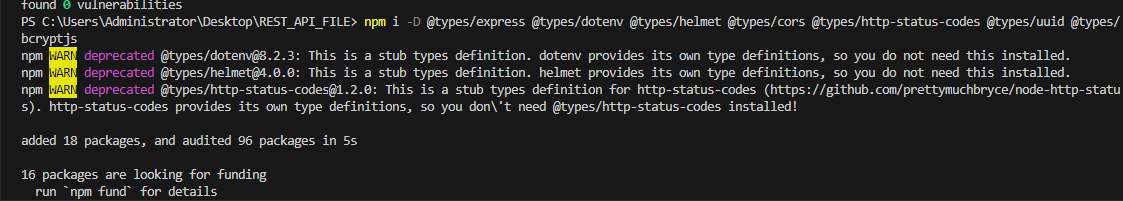 found 0 vulnerabilities
PS C:\Users\Administrator\Desktop\REST_API_FILE> npm i -D @types/express @types/dotenv @types/helmet @types/cors @types/http-status-codes @types/uuid @types/
bcryptjs
npm WARN deprecated @types/dotenv@8.2.3: This is a stub types definition. dotenv provides its own type definitions, so you do not need this installed.
npm WARN deprecated @types/helmet@4.0.0: This is a stub types definition. helmet provides its own type definitions, so you do not need this installed.
npm WARN deprecated @types/http-status-codes@1.2.0: This is a stub types definition for http-status-codes (https://github.com/prettymuchbryce/node-http-statu
s). http-status-codes provides its own type definitions, so you don\'t need @types/http-status-codes installed!
added 18 packages, and audited 96 packages in 5s
16 packages are looking for funding
run `npm fund` for details